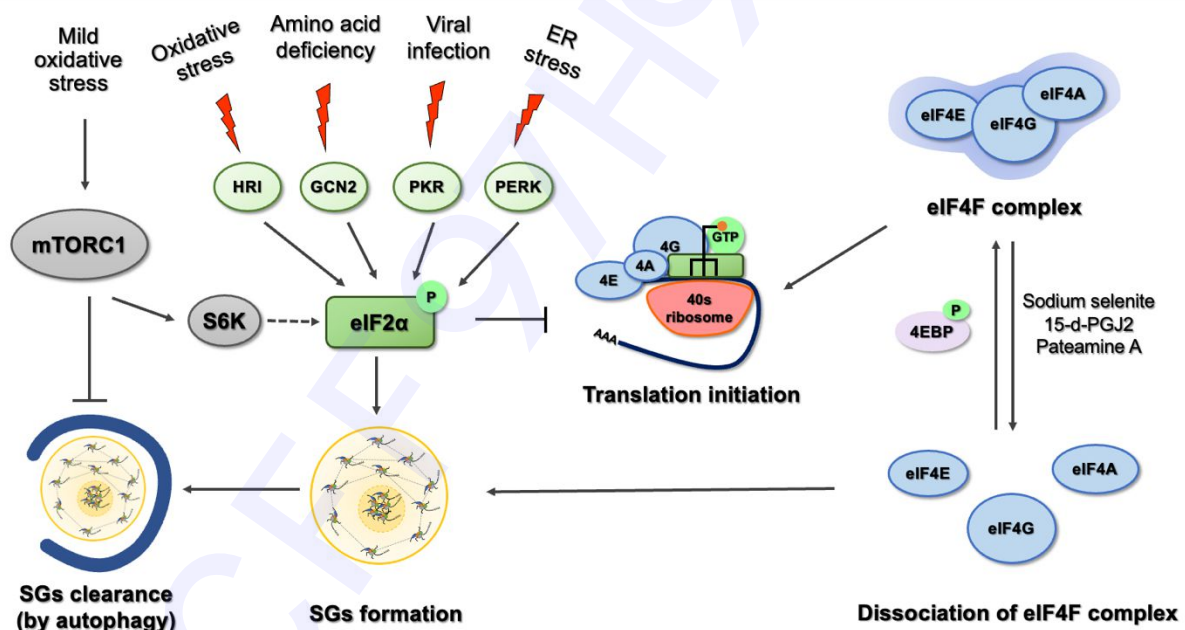 Mild
oxidative
stress
Oxidative
stress
Amino acid
deficiency
Viral
infection
ER
stress
HRI
GCN2
PKR
PERK
mTORC1
S6K
P
eIF2α
4G
GTP
4A
4E
40s
ribosome
AAA
Translation initiation
eIF4E
eIF4G
eIF4A
eIF4F complex
P
4EBP
Sodium selenite
15-d-PGJ2
Pateamine A
eIF4E
eIF4A
eIF4G
Dissociation of eIF4F complex
SGs formation
SGs clearance
(by autophagy)